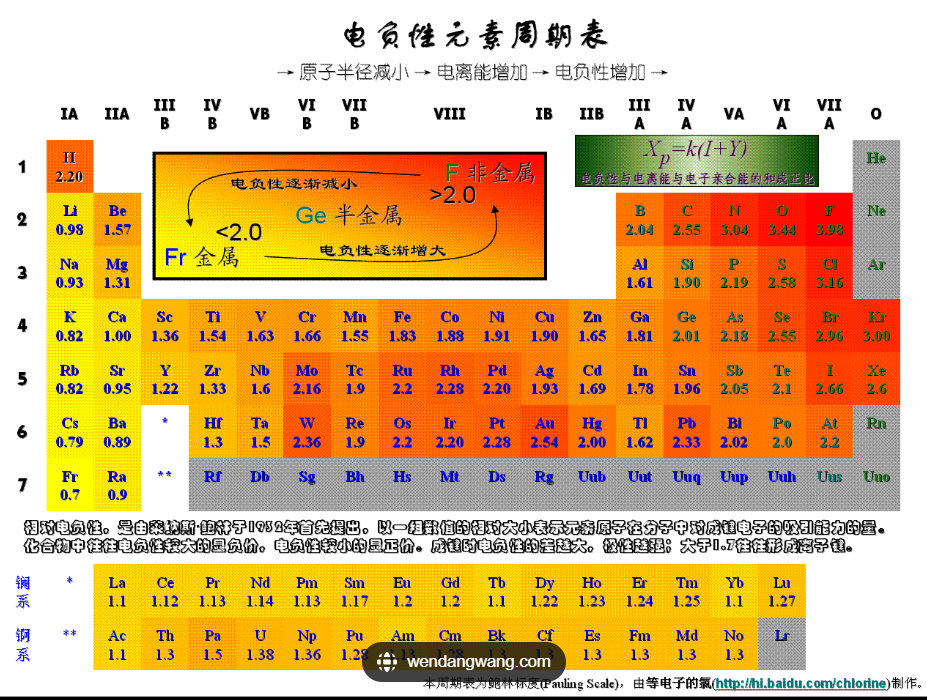 电负性元素周期表
→ 原子半径减小 → 电离能增加 → 电负性增加 →
IA IIA III B IV B VB VI B VII B VIII IB IIB III A IV A VA VI A VII A O
Xp=k(I+Y)
电负性与电离能与电子亲合能的和成正比
F 非金属
>2.0
电负性逐渐减小
Ge 半金属
<2.0
电负性逐渐增大
Fr 金属
1 H He
2.20
2 Li Be B C N O F Ne
0.98 1.57 2.04 2.55 3.04 3.44 3.98
3 Na Mg Al Si P S Cl Ar
0.93 1.31 1.61 1.90 2.19 2.58 3.16
4 K Ca Sc Ti V Cr Mn Fe Co Ni Cu Zn Ga Ge As Se Br Kr
0.82 1.00 1.36 1.54 1.63 1.66 1.55 1.83 1.88 1.91 1.90 1.65 1.81 2.01 2.18 2.55 2.96 3.00
5 Rb Sr Y Zr Nb Mo Tc Ru Rh Pd Ag Cd In Sn Sb Te I Xe
0.82 0.95 1.22 1.33 1.6 2.16 1.9 2.2 2.28 2.20 1.93 1.69 1.78 1.96 2.05 2.1 2.66 2.6
6 Cs Ba * Hf Ta W Re Os Ir Pt Au Hg Tl Pb Bi Po At Rn
0.79 0.89 1.3 1.5 2.36 1.9 2.2 2.20 2.28 2.54 2.00 1.62 2.33 2.02 2.0 2.2
7 Fr Ra ** Rf Db Sg Bh Hs Mt Ds Rg Uub Uut Uuq Uup Uuh Uus Uuo
0.7 0.9
相对电负性，是由莱纳斯·鲍林于1932年首先提出，以一组数值的相对大小表示元素原子在分子中对成键电子的吸引能力的量。
化合物中往往电负性较大的显负价，电负性较小的显正价。成键时电负性的差越大，极性越强；大于1.7往往形成离子键。
镧系 * La Ce Pr Nd Pm Sm Eu Gd Tb Dy Ho Er Tm Yb Lu
1.1 1.12 1.13 1.14 1.13 1.17 1.2 1.2 1.1 1.22 1.23 1.24 1.25 1.1 1.27
锕系 ** Ac Th Pa U Np Pu Am Cm Bk Cf Es Fm Md No Lr
1.1 1.3 1.5 1.38 1.36 1.28 1.3 1.28 1.3 1.3 1.3 1.3 1.3 1.3
wendangwang.com
本周期表为鲍林标度(Pauling Scale)，由等电子的氯(http://hi.baidu.com/chlorine)制作。